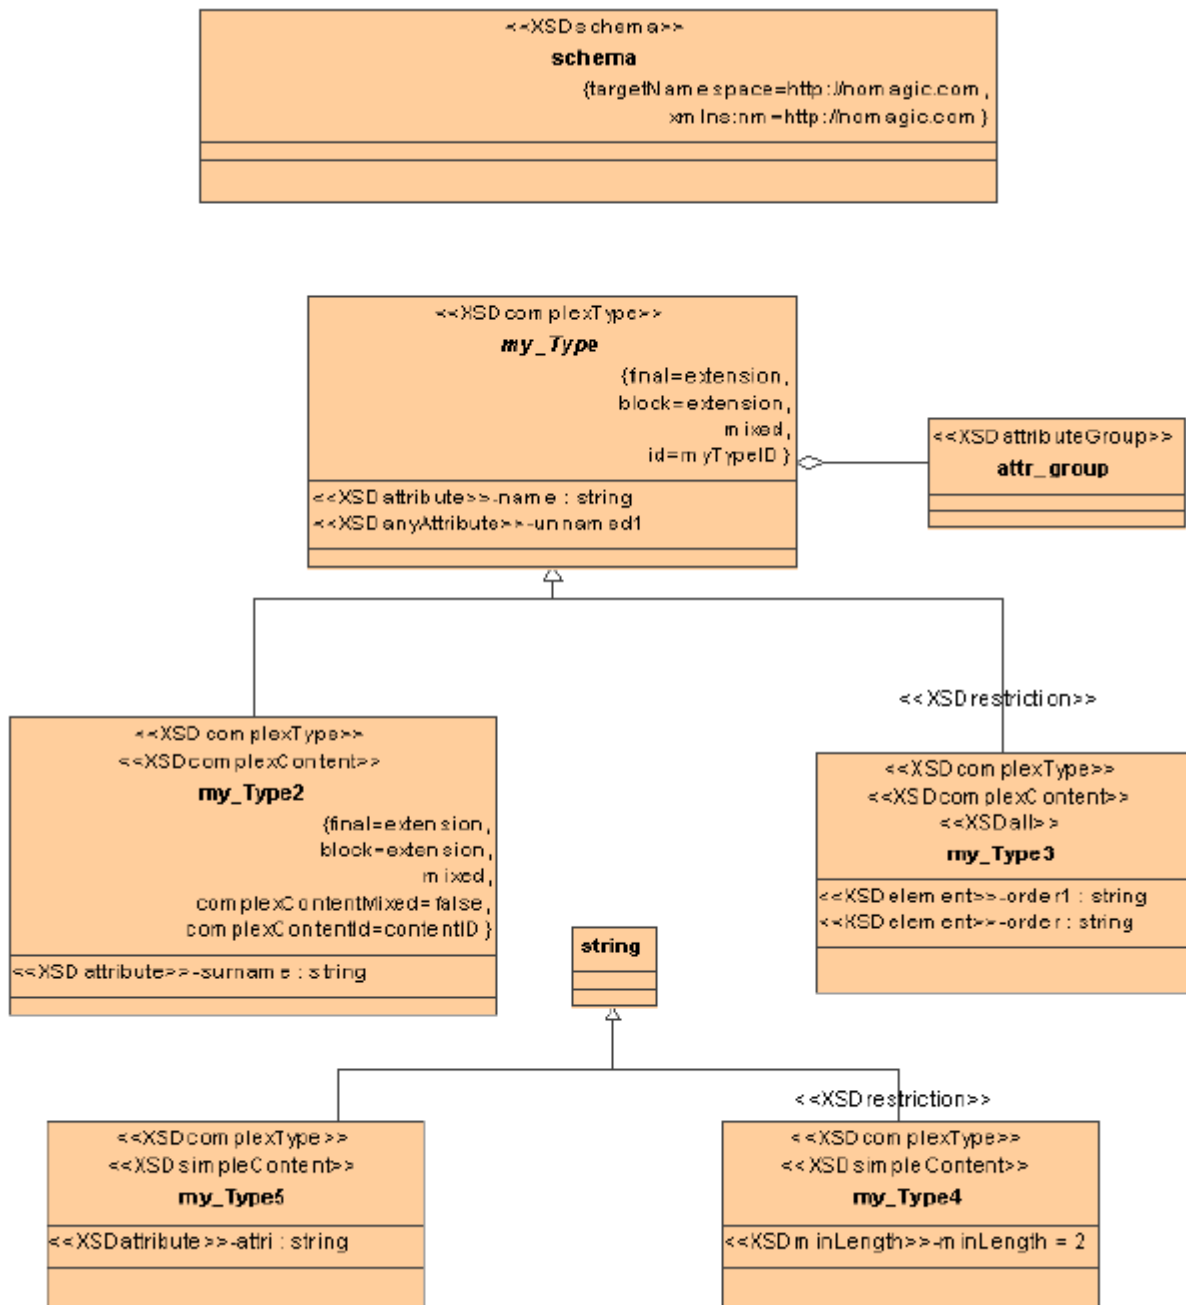 <<XSDschema>>
schema
{targetNamespace=http://nomagic.com,
xmlns:nm=http://nomagic.com}
<<XSDcomplexType>>
my_Type
{final=extension,
block=extension,
mixed,
id=myTypeID}
<<XSDattribute>>-name : string
<<XSDanyAttribute>>-unnamed1
<<XSDattributeGroup>>
attr_group
<<XSDrestriction>>
<<XSDcomplexType>>
<<XSDcomplexContent>>
my_Type2
{final=extension,
block=extension,
mixed,
complexContentMixed=false,
complexContentId=contentID}
<<XSDattribute>>-surname : string
<<XSDcomplexType>>
<<XSDcomplexContent>>
<<XSDall>>
my_Type3
<<XSDelement>>-order1 : string
<<XSDelement>>-order : string
string
<<XSDrestriction>>
<<XSDcomplexType>>
<<XSDsimpleContent>>
my_Type5
<<XSDattribute>>-attri : string
<<XSDcomplexType>>
<<XSDsimpleContent>>
my_Type4
<<XSDminLength>>-minLength = 2